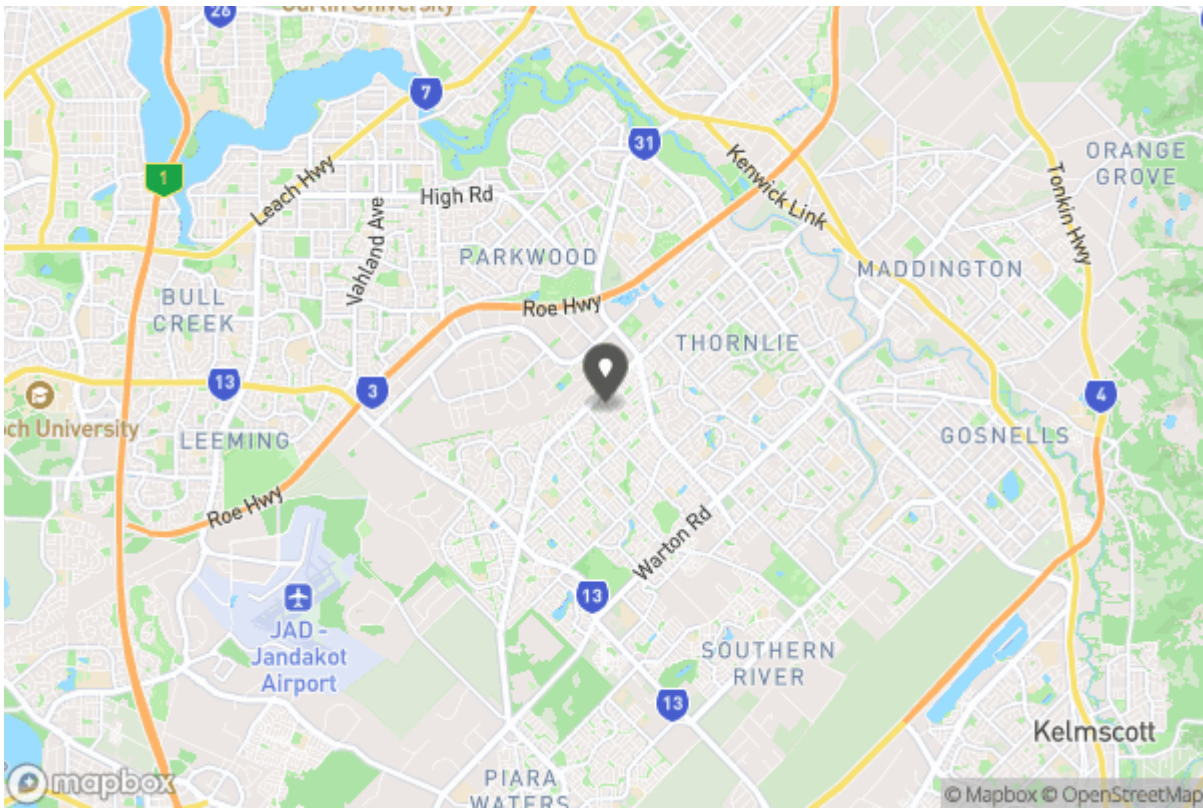 26
Curtin University
7
31
ORANGE
GROVE
1
Leach Hwy
High Rd
Kenwick Link
Tonkin Hwy
Vahland Ave
PARKWOOD
MADDINGTON
BULL
CREEK
Roe Hwy
THORNLIE
13
3
4
och University
LEEMING
GOSNELLS
Roe Hwy
Warton Rd
13
JAD -
Jandakot
Airport
SOUTHERN
RIVER
13
Kelmscott
PIARA
WATERS
mapbox
© Mapbox © OpenStreetMap